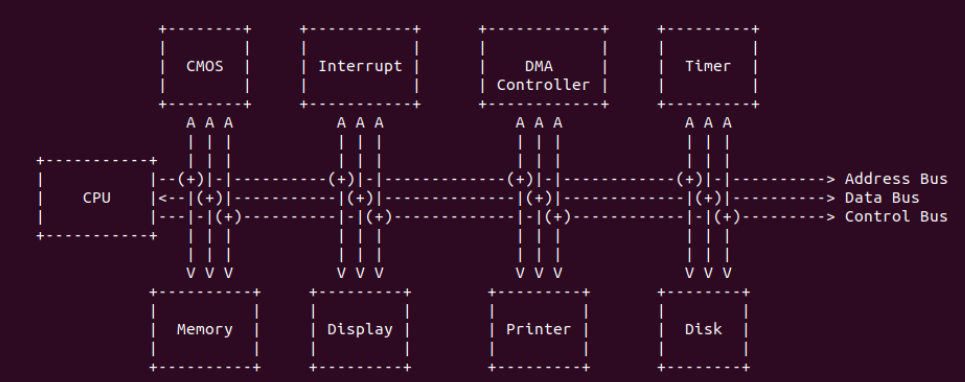 CMOS Interrupt DMA Timer
Controller
Address Bus
CPU Data Bus
Control Bus
Memory Display Printer Disk